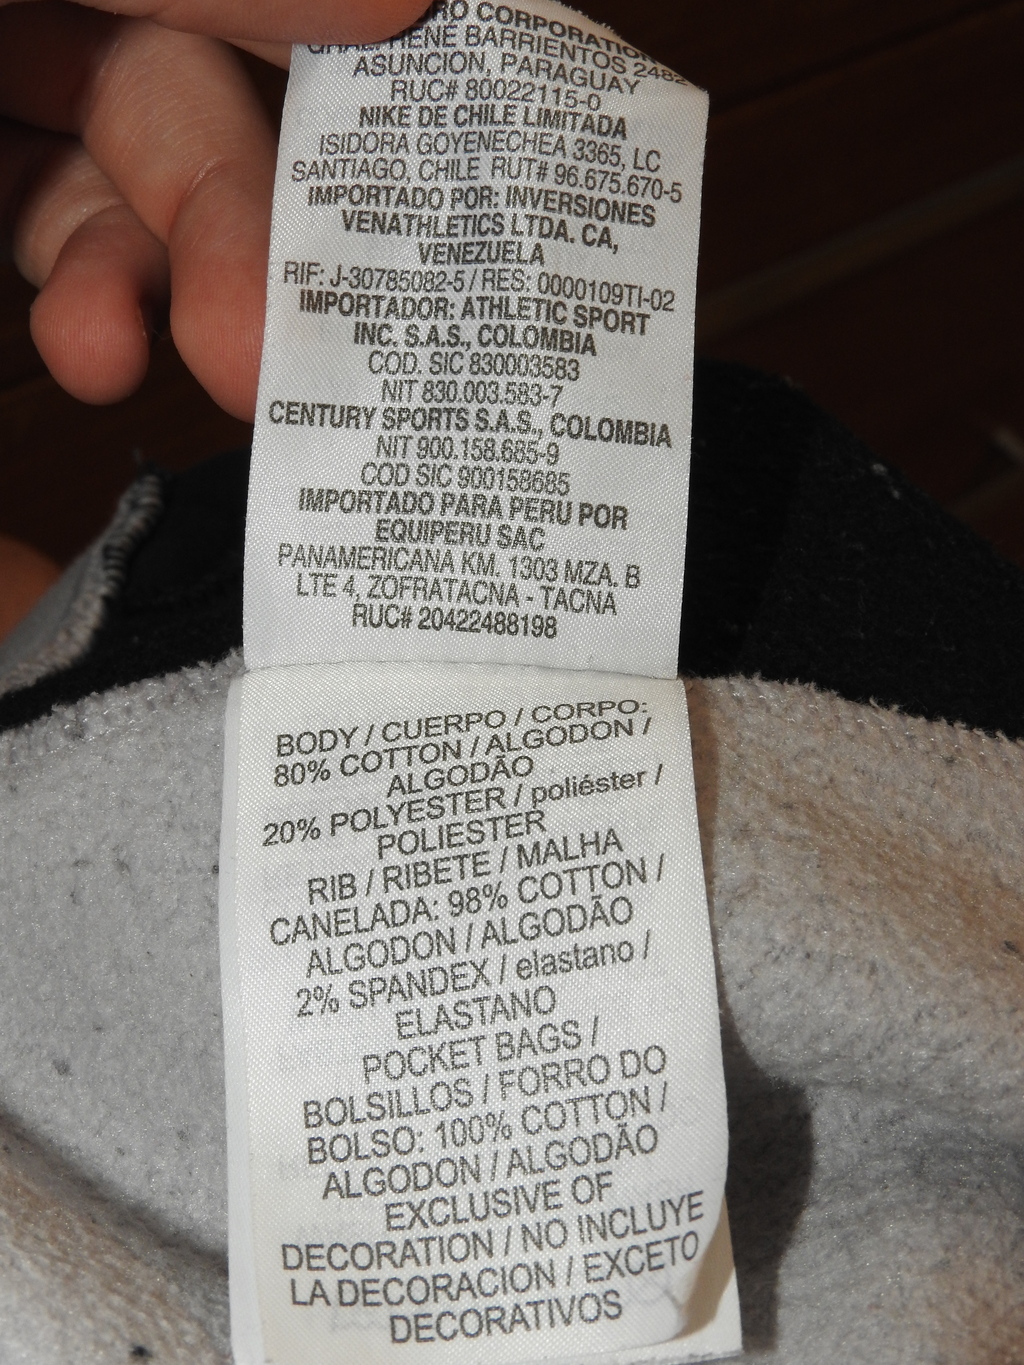 RO CORPORATION
GRAL. RENE BARRIENTOS 2482
ASUNCION, PARAGUAY
RUC# 80022115-0
NIKE DE CHILE LIMITADA
ISIDORA GOYENECHEA 3365, LC
SANTIAGO, CHILE RUT# 96.675.670-5
IMPORTADO POR: INVERSIONES
VENATHLETICS LTDA. CA,
VENEZUELA
RIF: J-30785082-5 / RES: 0000109TI-02
IMPORTADOR: ATHLETIC SPORT
INC. S.A.S., COLOMBIA
COD. SIC 830003583
NIT 830.003.583-7
CENTURY SPORTS S.A.S., COLOMBIA
NIT 900.158.685-9
COD SIC 900158685
IMPORTADO PARA PERU POR
EQUIPERU SAC
PANAMERICANA KM. 1303 MZA. B
LTE 4, ZOFRATACNA - TACNA
RUC# 20422488198
BODY / CUERPO / CORPO:
80% COTTON / ALGODON /
ALGODÃO
20% POLYESTER / poliéster /
POLIESTER
RIB / RIBETE / MALHA
CANELADA: 98% COTTON /
ALGODON / ALGODÃO
2% SPANDEX / elastano /
ELASTANO
POCKET BAGS /
BOLSILLOS / FORRO DO
BOLSO: 100% COTTON /
ALGODON / ALGODÃO
EXCLUSIVE OF
DECORATION / NO INCLUYE
LA DECORACION / EXCETO
DECORATIVOS